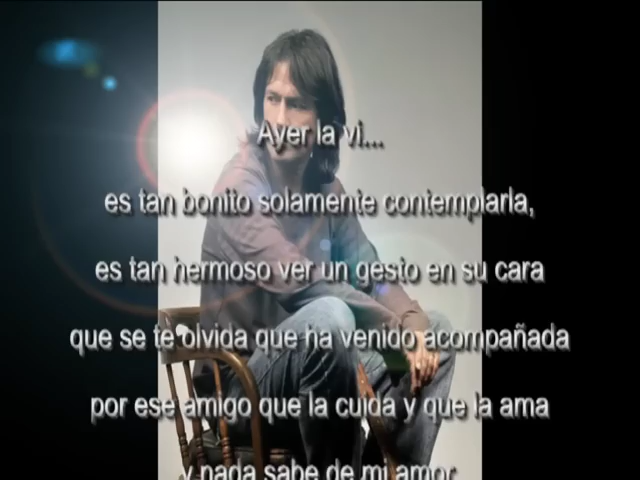 Ayer la vi...
es tan bonito solamente contemplarla,
es tan hermoso ver un gesto en su cara
que se te olvida que ha venido acompañada
por ese amigo que la cuida y que la ama
y nada sabe de mi amor